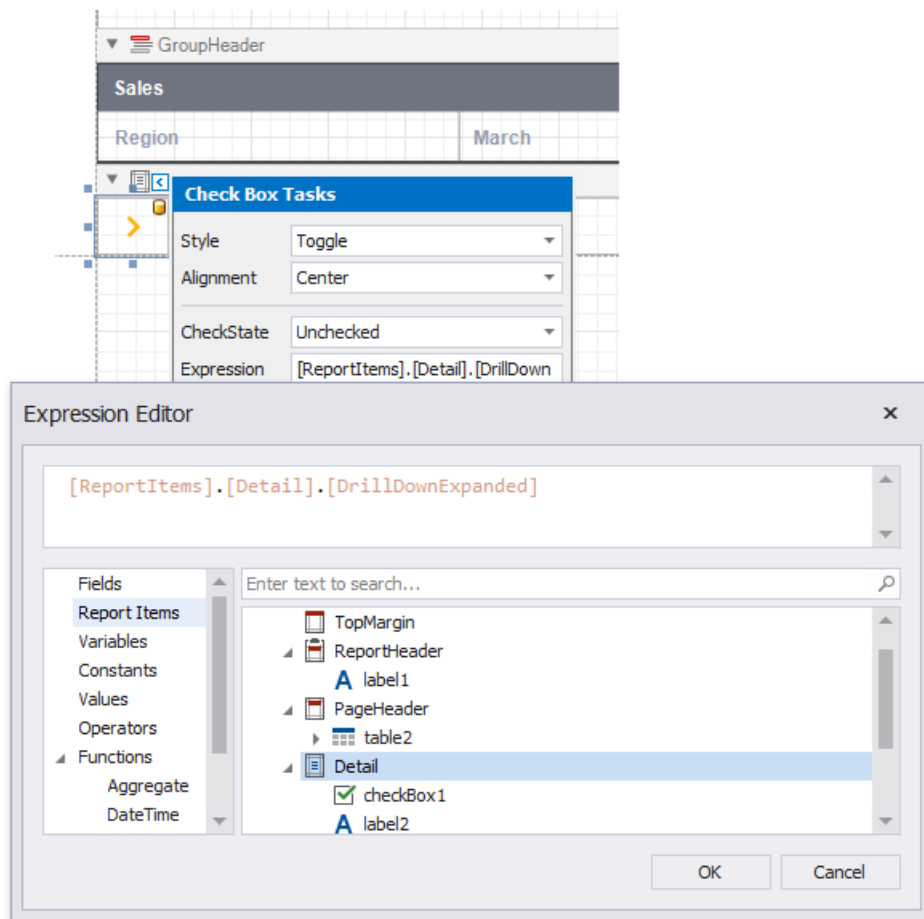 GroupHeader
Sales
Region March
Check Box Tasks
Style Toggle
Alignment Center
CheckState Unchecked
Expression [ReportItems].[Detail].[DrillDown
Expression Editor
[ReportItems].[Detail].[DrillDownExpanded]
Fields
Report Items
Variables
Constants
Values
Operators
Functions
Aggregate
DateTime
Enter text to search...
TopMargin
ReportHeader
label1
PageHeader
table2
Detail
checkBox1
label2
OK Cancel